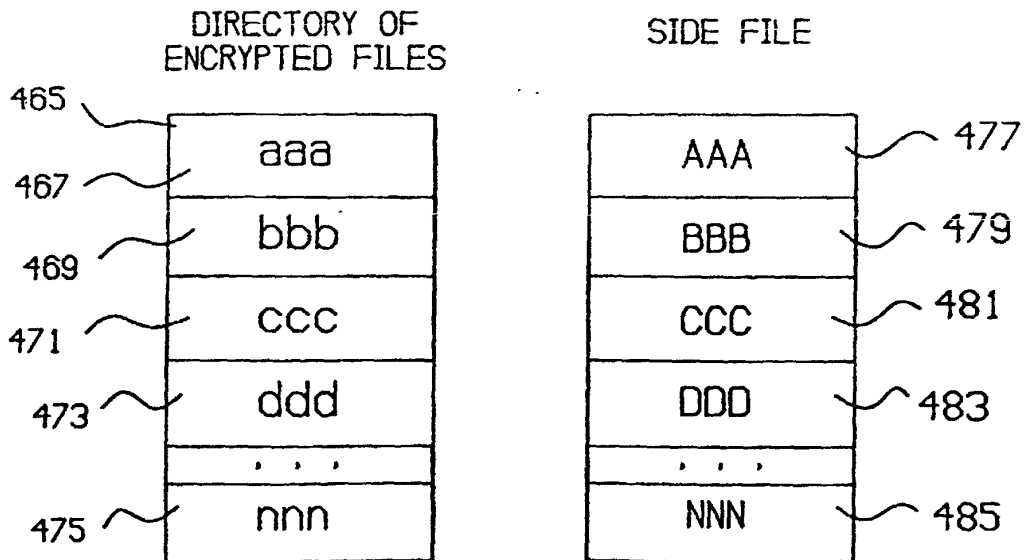 DIRECTORY OF
ENCRYPTED FILES
SIDE FILE
465
467
469
471
473
475
aaa
bbb
ccc
ddd
. . .
nnn
AAA
BBB
CCC
DDD
. . .
NNN
477
479
481
483
485